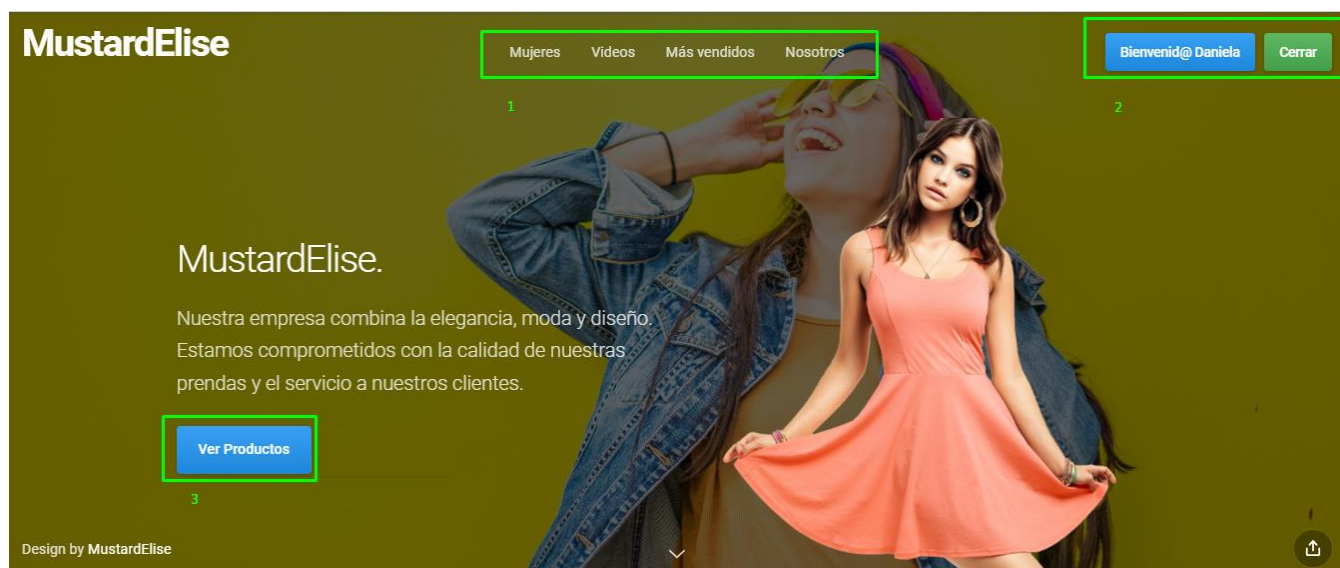 MustardElise
Mujeres Videos Más vendidos Nosotros
Bienvenid@ Daniela Cerrar
1
2
MustardElise.
Nuestra empresa combina la elegancia, moda y diseño.
Estamos comprometidos con la calidad de nuestras
prendas y el servicio a nuestros clientes.
Ver Productos
3
Design by MustardElise